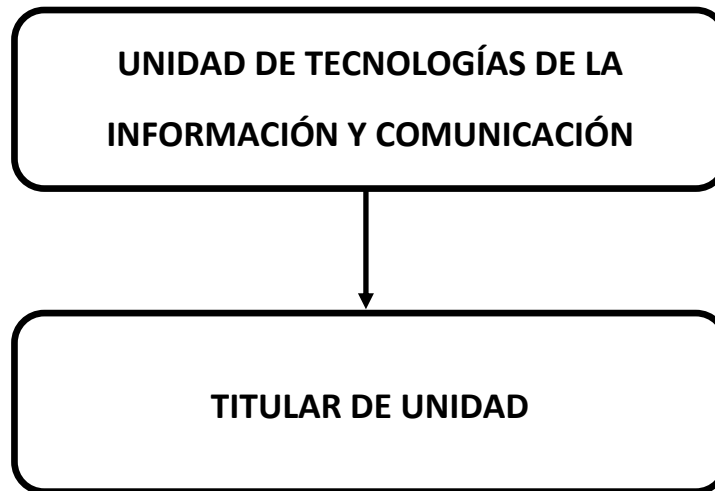 UNIDAD DE TECNOLOGÍAS DE LA
INFORMACIÓN Y COMUNICACIÓN
TITULAR DE UNIDAD